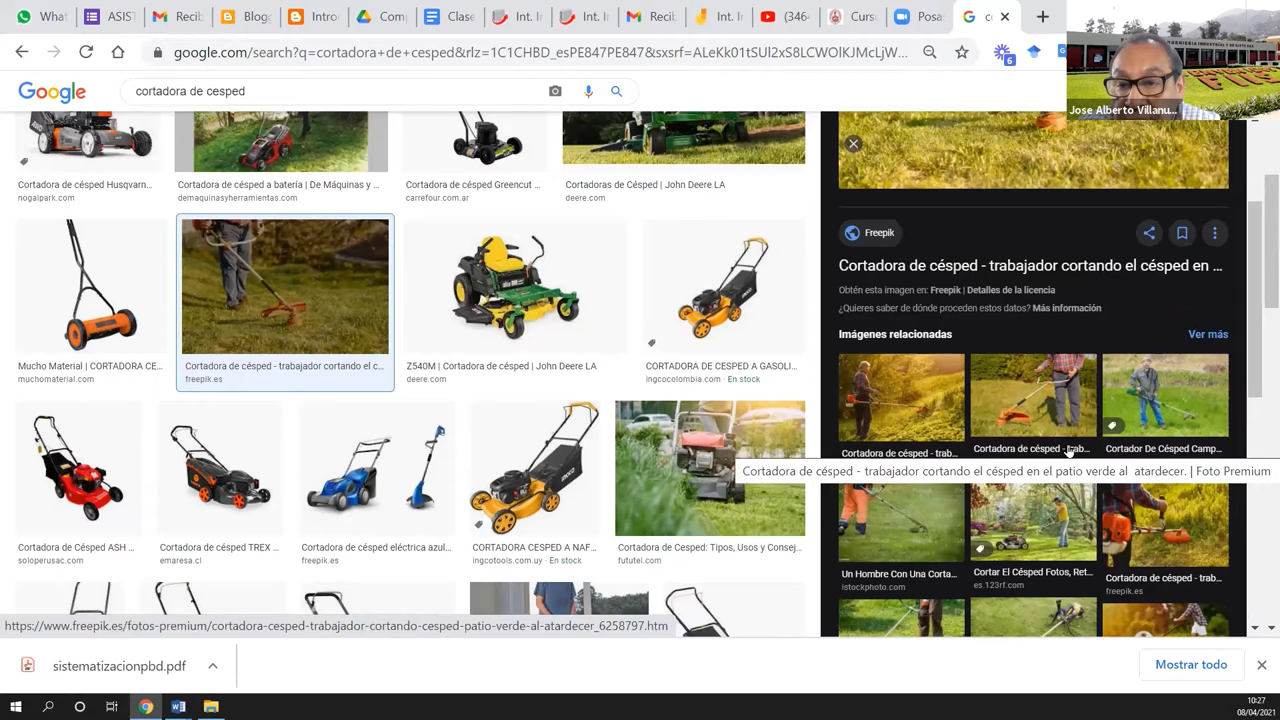 What
ASIST
Recib
Blogg
Introd
Comp
Clase
Int. In
Int. In
Recib
Int. G
(346
Curso
Posa
G
google.com/search?q=cortadora+de+cesped&rlz=1C1CHBD_esPE847PE847&sxsrf=ALeKk01tSUl2xS8LCWOlKJMcLjW...
6
Google
cortadora de cesped
Jose Alberto Villanu...
Cortadora de césped Husqvarn...
nogalpark.com
Cortadora de césped a batería | De Máquinas y ...
demaquinasyherramientas.com
Cortadora de césped Greencut ...
carrefour.com.ar
Cortadoras de Césped | John Deere LA
deere.com
Mucho Material | CORTADORA CE...
muchomaterial.com
Cortadora de césped - trabajador cortando el c...
freepik.es
Z540M | Cortadora de césped | John Deere LA
deere.com
CORTADORA DE CESPED A GASOLI...
ingcocolombia.com · En stock
Cortadora de Césped ASH ...
soloperusac.com
Cortadora de césped TREX ...
emaresa.cl
Cortadora de césped eléctrica azul...
freepik.es
CORTADORA CESPED A NAF...
ingcotools.com.uy · En stock
Cortadora de Cesped: Tipos, Usos y Consej...
fututel.com
Freepik
Cortadora de césped - trabajador cortando el césped en ...
Obtén esta imagen en: Freepik | Detalles de la licencia
¿Quieres saber de dónde proceden estos datos? Más información
Imágenes relacionadas
Ver más
Cortadora de césped - trab...
Cortadora de césped - trab...
Cortador De Césped Camp...
Cortadora de césped - trabajador cortando el césped en el patio verde al atardecer. | Foto Premium
Un Hombre Con Una Corta...
istockphoto.com
Cortar El Césped Fotos, Ret...
es.123rf.com
Cortadora de césped - trab...
freepik.es
https://www.freepik.es/fotos-premium/cortadora-cesped-trabajador-cortando-cesped-patio-verde-al-atardecer_6258797.htm
sistematizacionpbd.pdf
Mostrar todo
10:27
08/04/2021